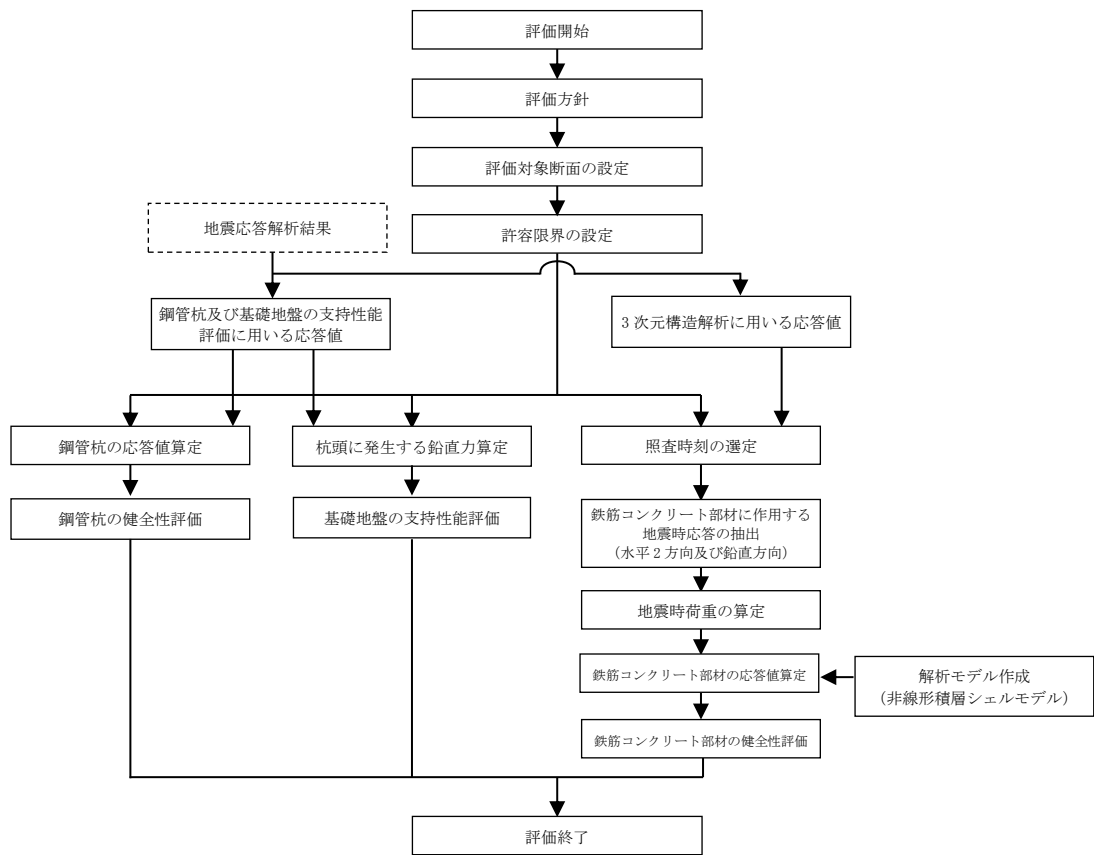 評価開始
評価方針
評価対象断面の設定
地震応答解析結果
許容限界の設定
鋼管杭及び基礎地盤の支持性能
評価に用いる応答値
3次元構造解析に用いる応答値
鋼管杭の応答値算定
杭頭に発生する鉛直力算定
照査時刻の選定
鋼管杭の健全性評価
基礎地盤の支持性能評価
鉄筋コンクリート部材に作用する
地震時応答の抽出
（水平2方向及び鉛直方向）
地震時荷重の算定
鉄筋コンクリート部材の応答値算定
解析モデル作成
（非線形積層シェルモデル）
鉄筋コンクリート部材の健全性評価
評価終了